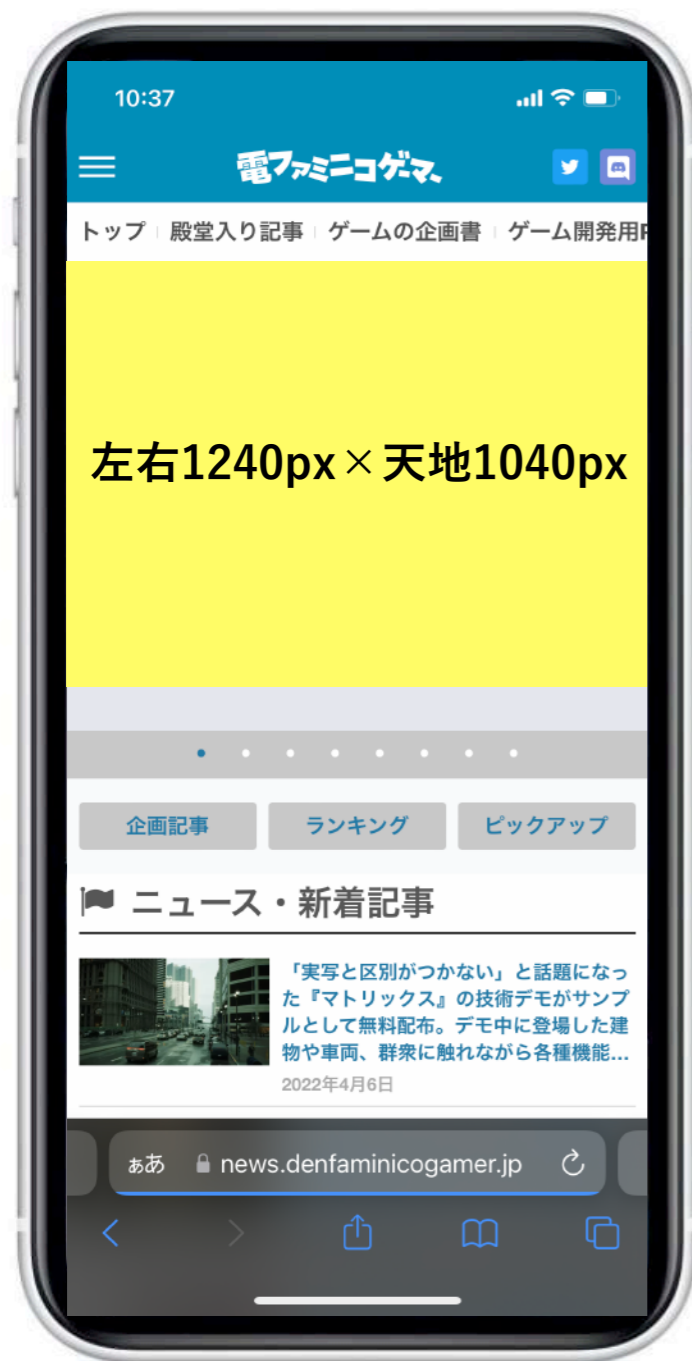 10:37
電ファミニコゲーマー
トップ 殿堂入り記事 ゲームの企画書 ゲーム開発用
左右1240px×天地1040px
企画記事 ランキング ピックアップ
ニュース・新着記事
「実写と区別がつかない」と話題になっ
た『マトリックス』の技術デモがサンプ
ルとして無料配布。デモ中に登場した建
物や車両、群衆に触れながら各種機能...
2022年4月6日
ぁあ news.denfaminicogamer.jp